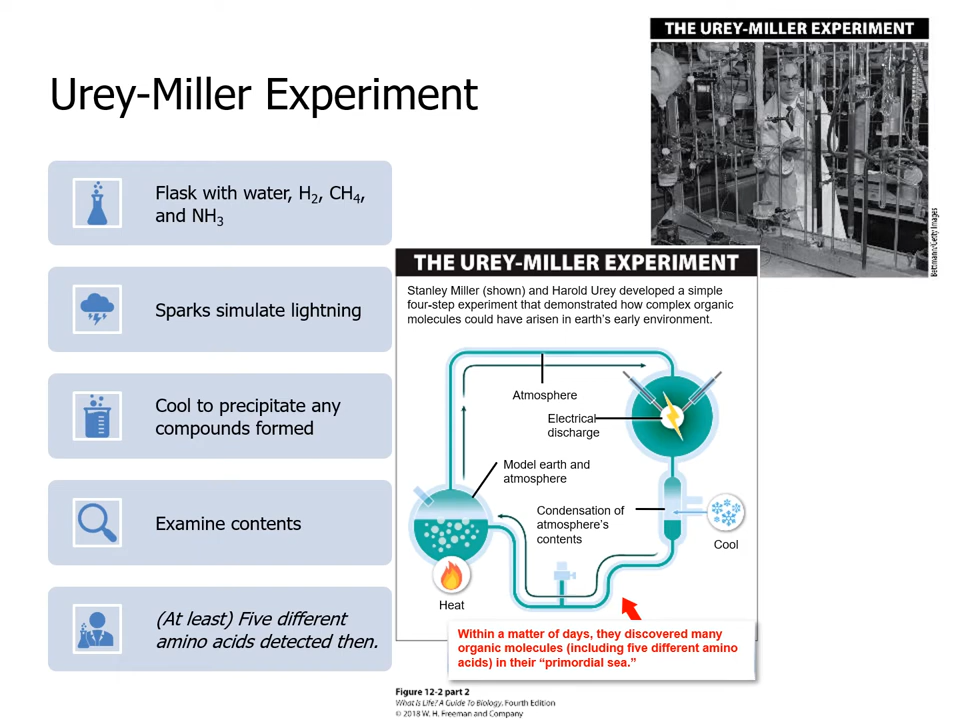 THE UREY-MILLER EXPERIMENT
Urey-Miller Experiment
Flask with water, H2, CH4,
and NH3
Sparks simulate lightning
Cool to precipitate any
compounds formed
Examine contents
(At least) Five different
amino acids detected then.
Bettmann/Getty Images
THE UREY-MILLER EXPERIMENT
Stanley Miller (shown) and Harold Urey developed a simple
four-step experiment that demonstrated how complex organic
molecules could have arisen in earth's early environment.
Atmosphere
Electrical
discharge
Model earth and
atmosphere
Condensation of
atmosphere's
contents
Cool
Heat
Within a matter of days, they discovered many
organic molecules (including five different amino
acids) in their “primordial sea.”
Figure 12-2 part 2
What Is Life? A Guide To Biology, Fourth Edition
© 2018 W. H. Freeman and Company